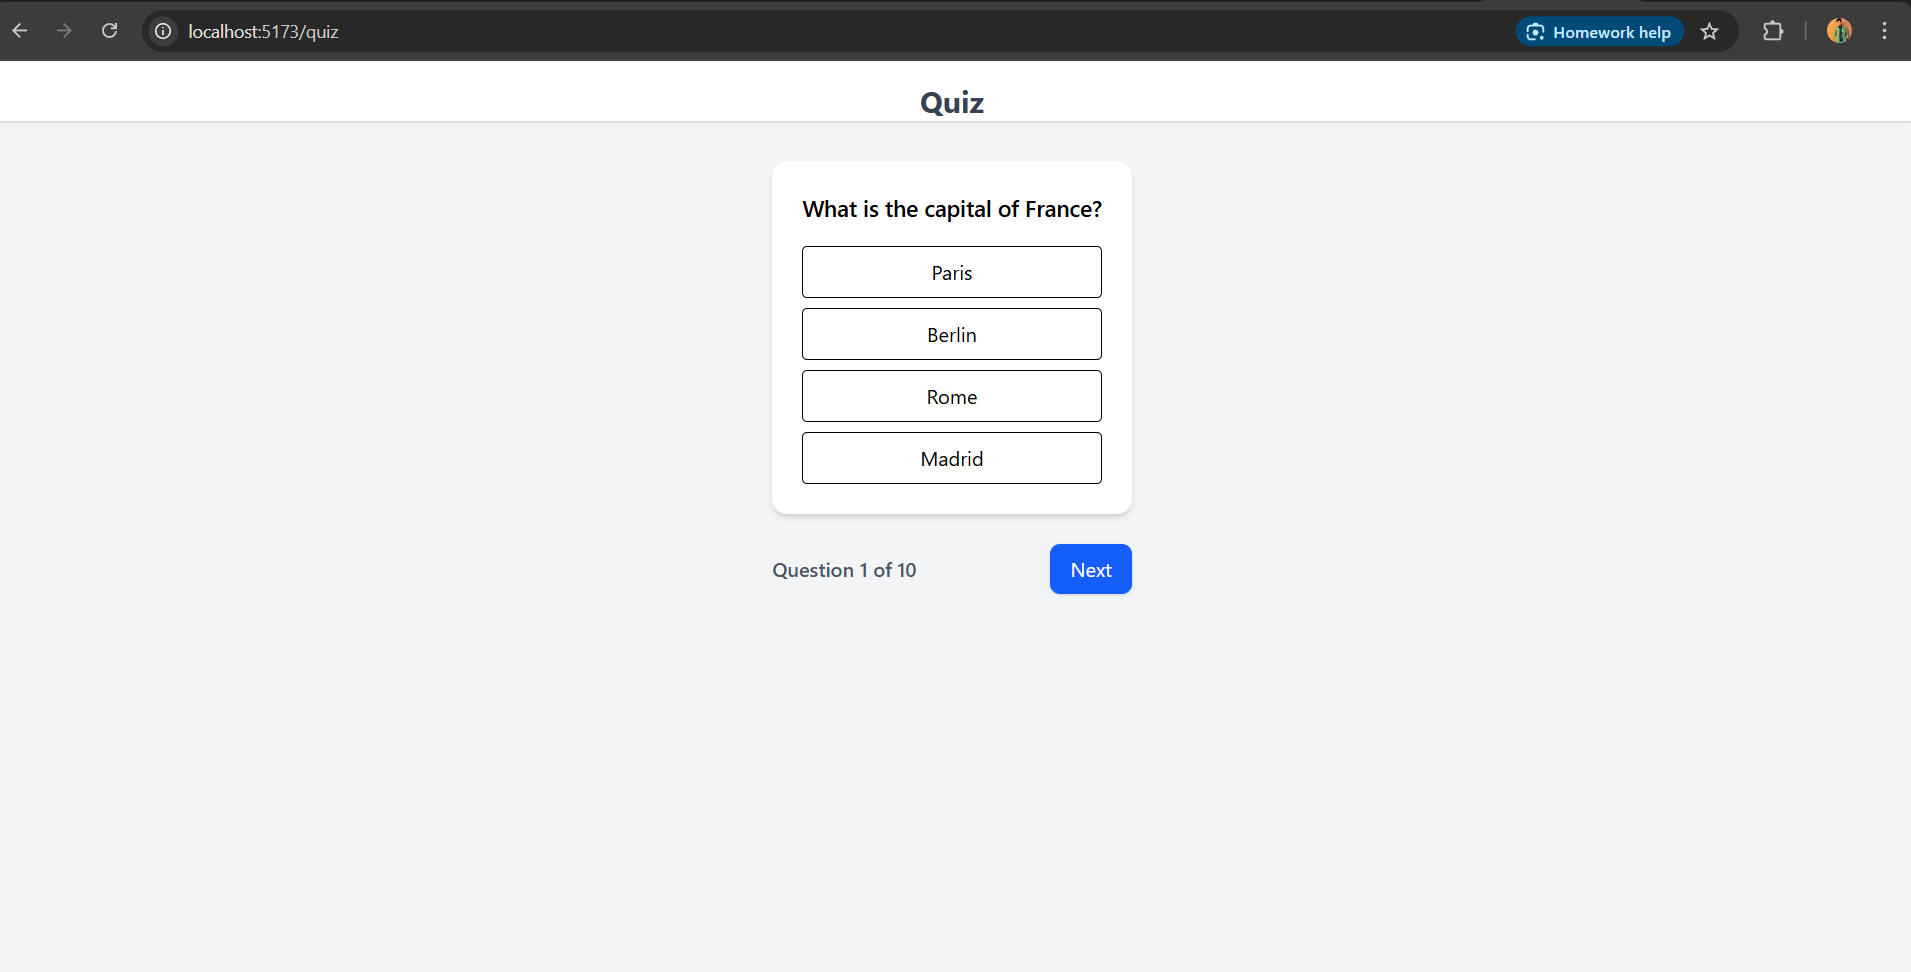 localhost:5173/quiz
Homework help
Quiz
What is the capital of France?
Paris
Berlin
Rome
Madrid
Question 1 of 10
Next